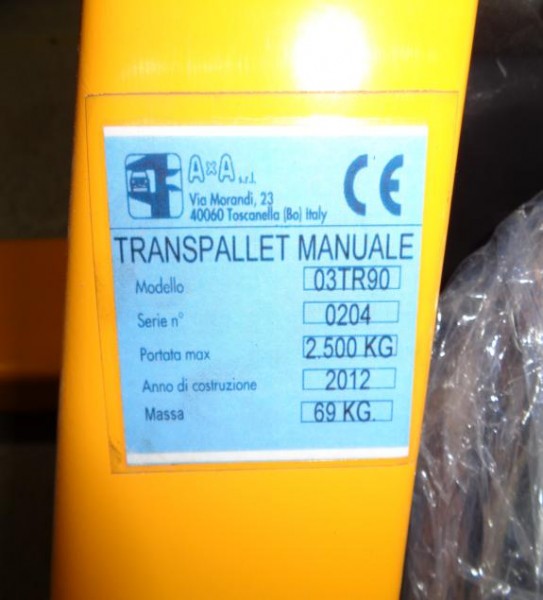 AxA s.r.l.
Via Morandi, 23
40060 Toscanella (Bo) Italy
CE
TRANSPALLET MANUALE
Modello 03TR90
Serie n° 0204
Portata max 2.500 KG
Anno di costruzione 2012
Massa 69 KG.